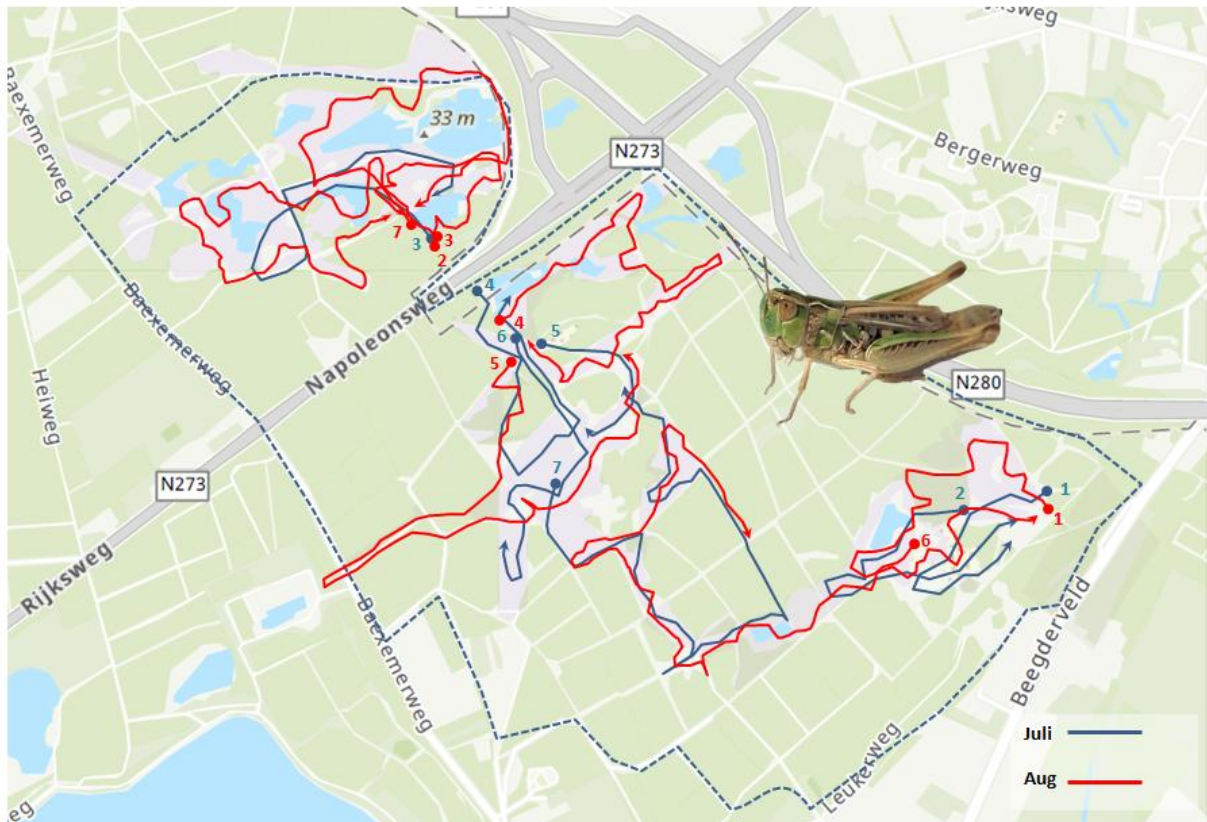 Baexemerweg
33 m
N273
Bergerweg
7
3
3
2
4
4
6
5
5
Napoleonsweg
Baexemerweg
Heiweg
N280
N273
7
2
1
1
6
Rijksweg
Baexemerweg
Beegderveld
Leukerweg
Juli
Aug